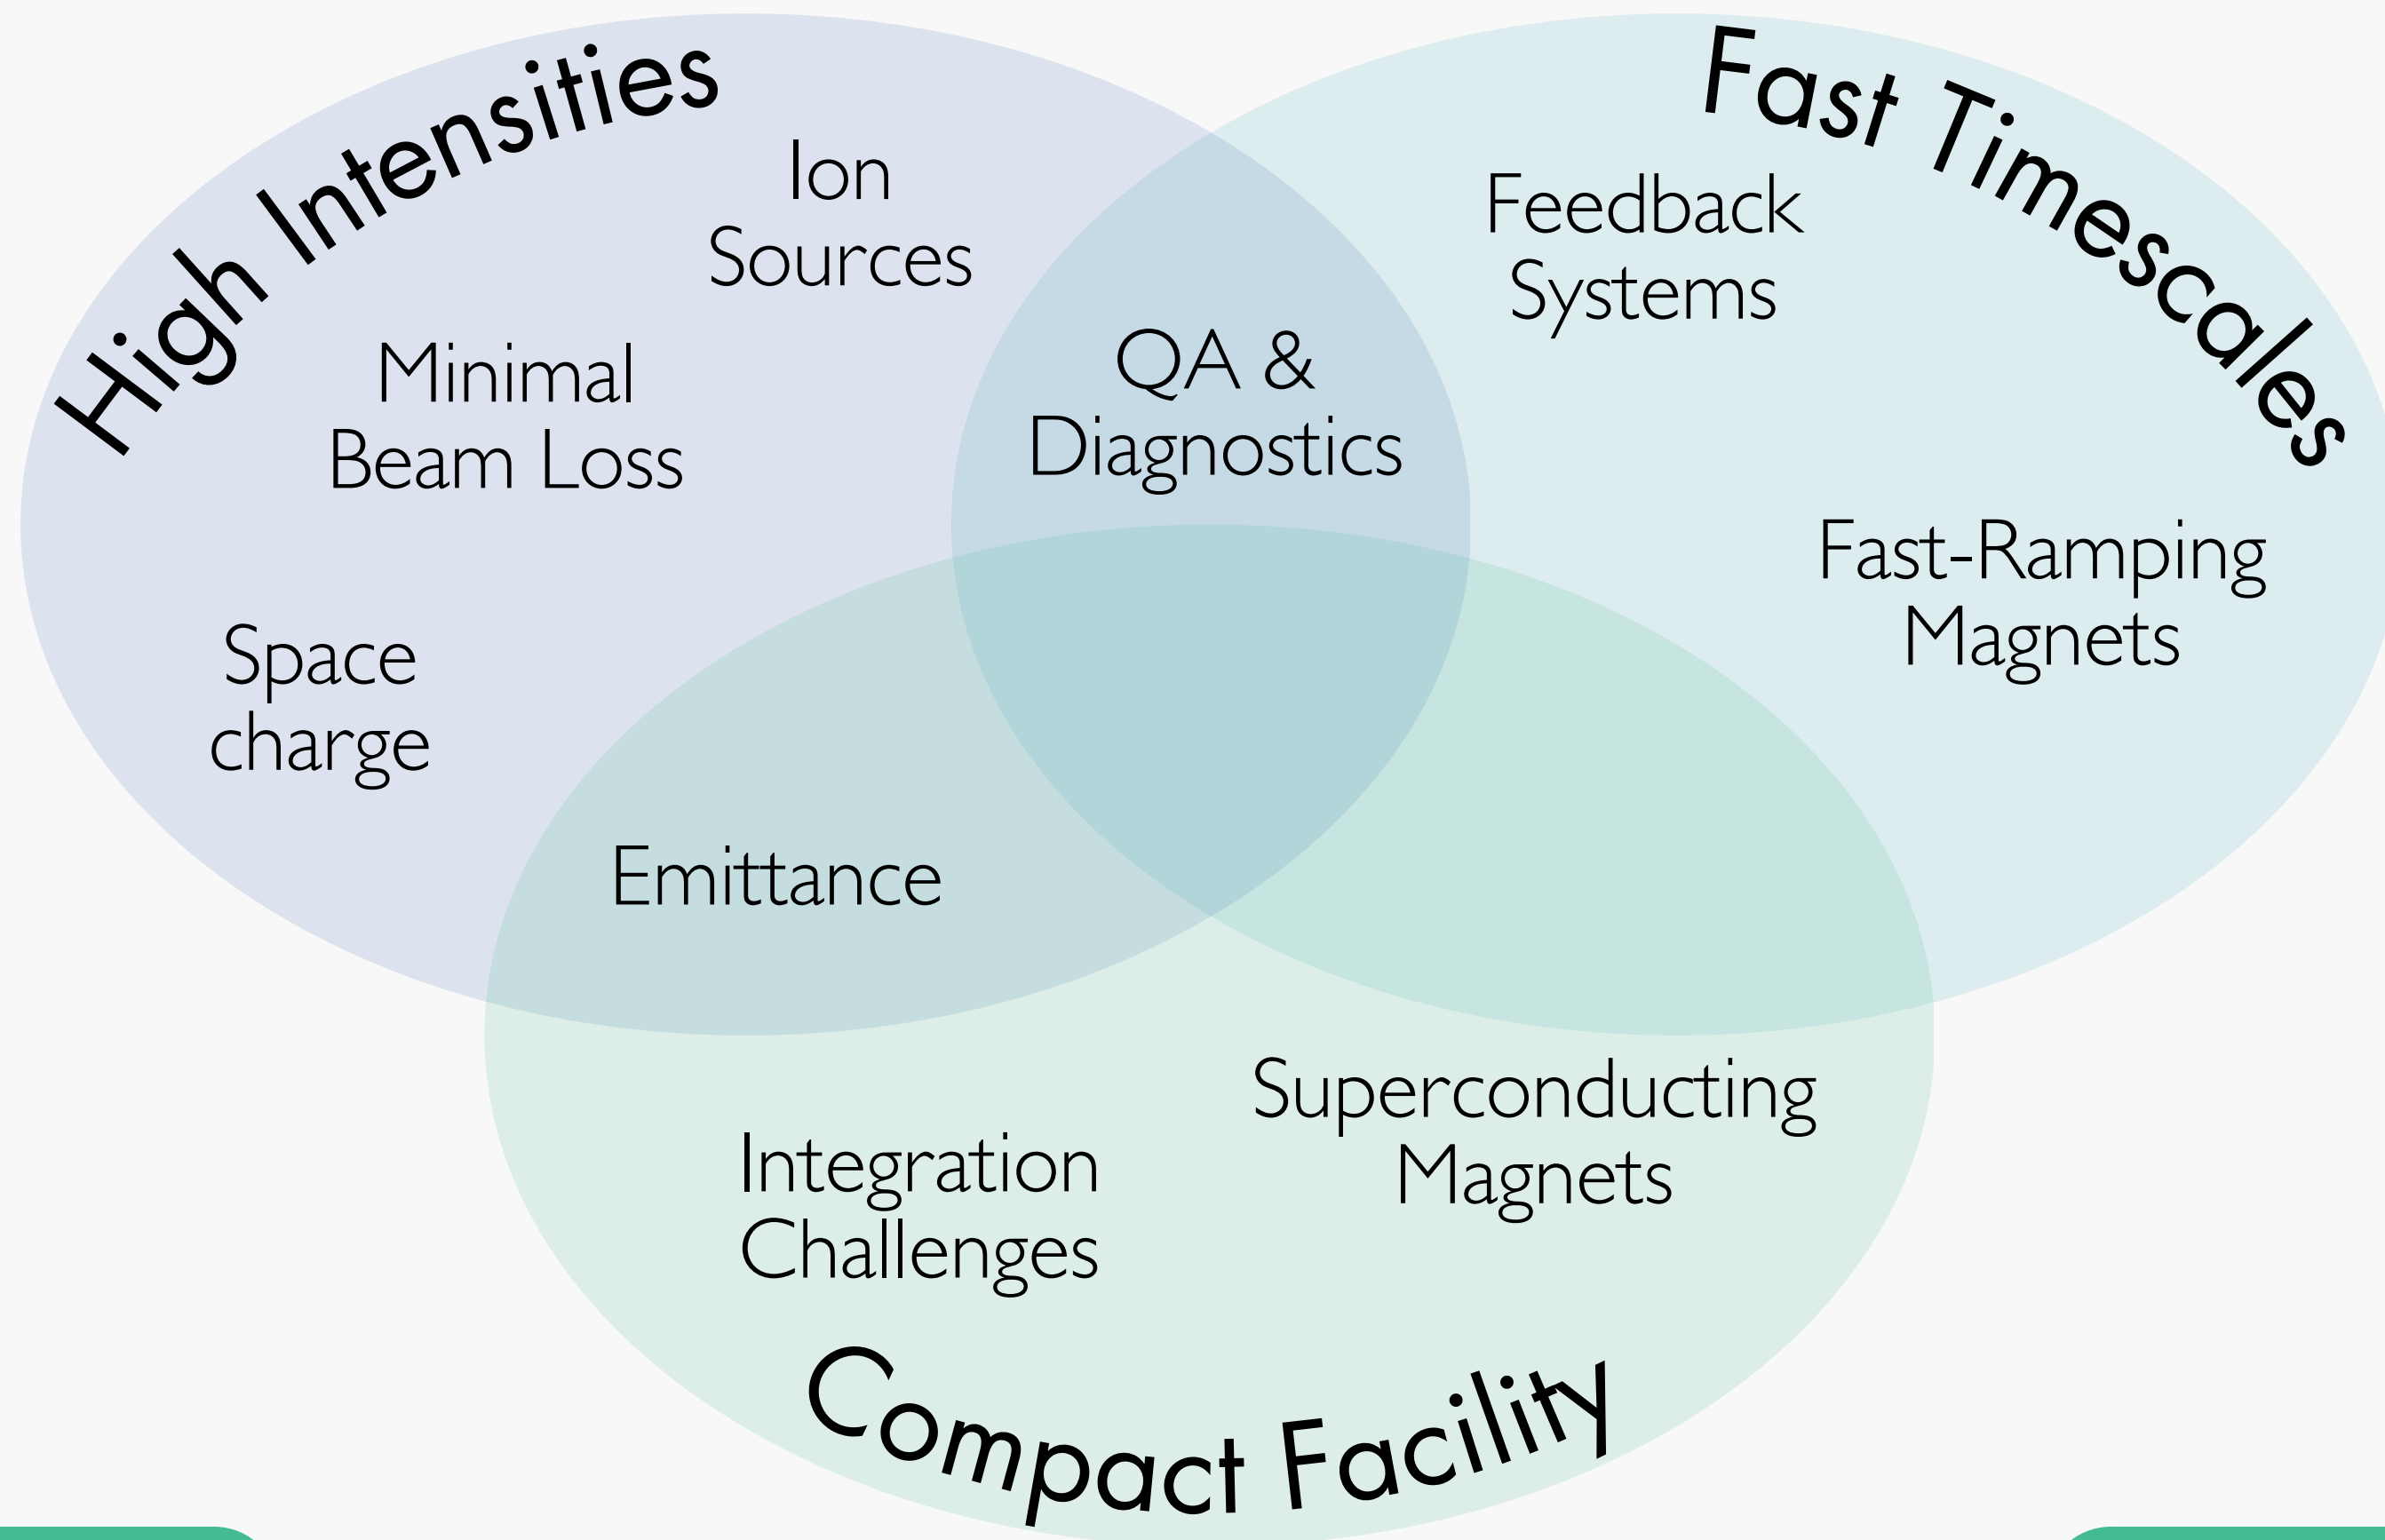 High Intensities
Fast Timescales
Ion
Sources
Feedback
Systems
Minimal
Beam Loss
QA &
Diagnostics
Fast-Ramping
Magnets
Space
charge
Emittance
Superconducting
Magnets
Integration
Challenges
Compact Facility